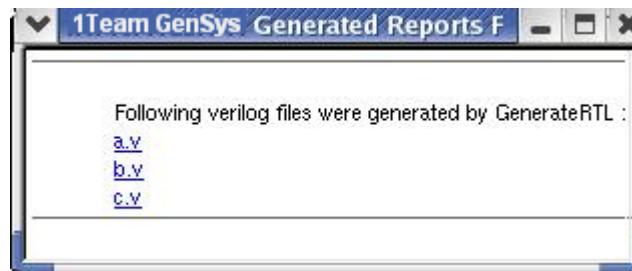 1Team GenSys Generated Reports F
Following verilog files were generated by GenerateRTL :
a.v
b.v
c.v